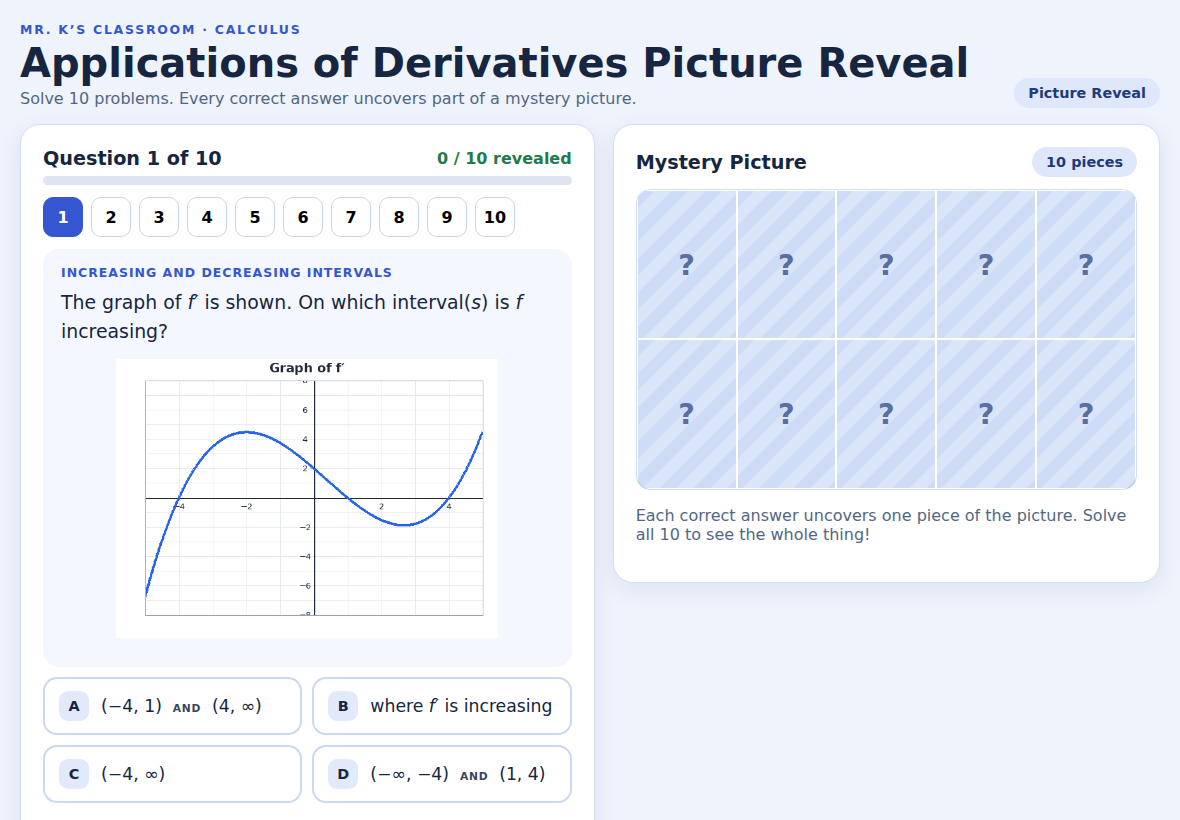 MR. K’S CLASSROOM · CALCULUS
Applications of Derivatives Picture Reveal
Solve 10 problems. Every correct answer uncovers part of a mystery picture.
Picture Reveal
Question 1 of 10
0 / 10 revealed
1 2 3 4 5 6 7 8 9 10
INCREASING AND DECREASING INTERVALS
The graph of f′ is shown. On which interval(s) is f
increasing?
Graph of f′
8
6
4
2
−4 −2 2 4
−2
−4
−6
−8
A (−4, 1) AND (4, ∞)
B where f′ is increasing
C (−4, ∞)
D (−∞, −4) AND (1, 4)
Mystery Picture
10 pieces
? ? ? ? ?
? ? ? ? ?
Each correct answer uncovers one piece of the picture. Solve
all 10 to see the whole thing!